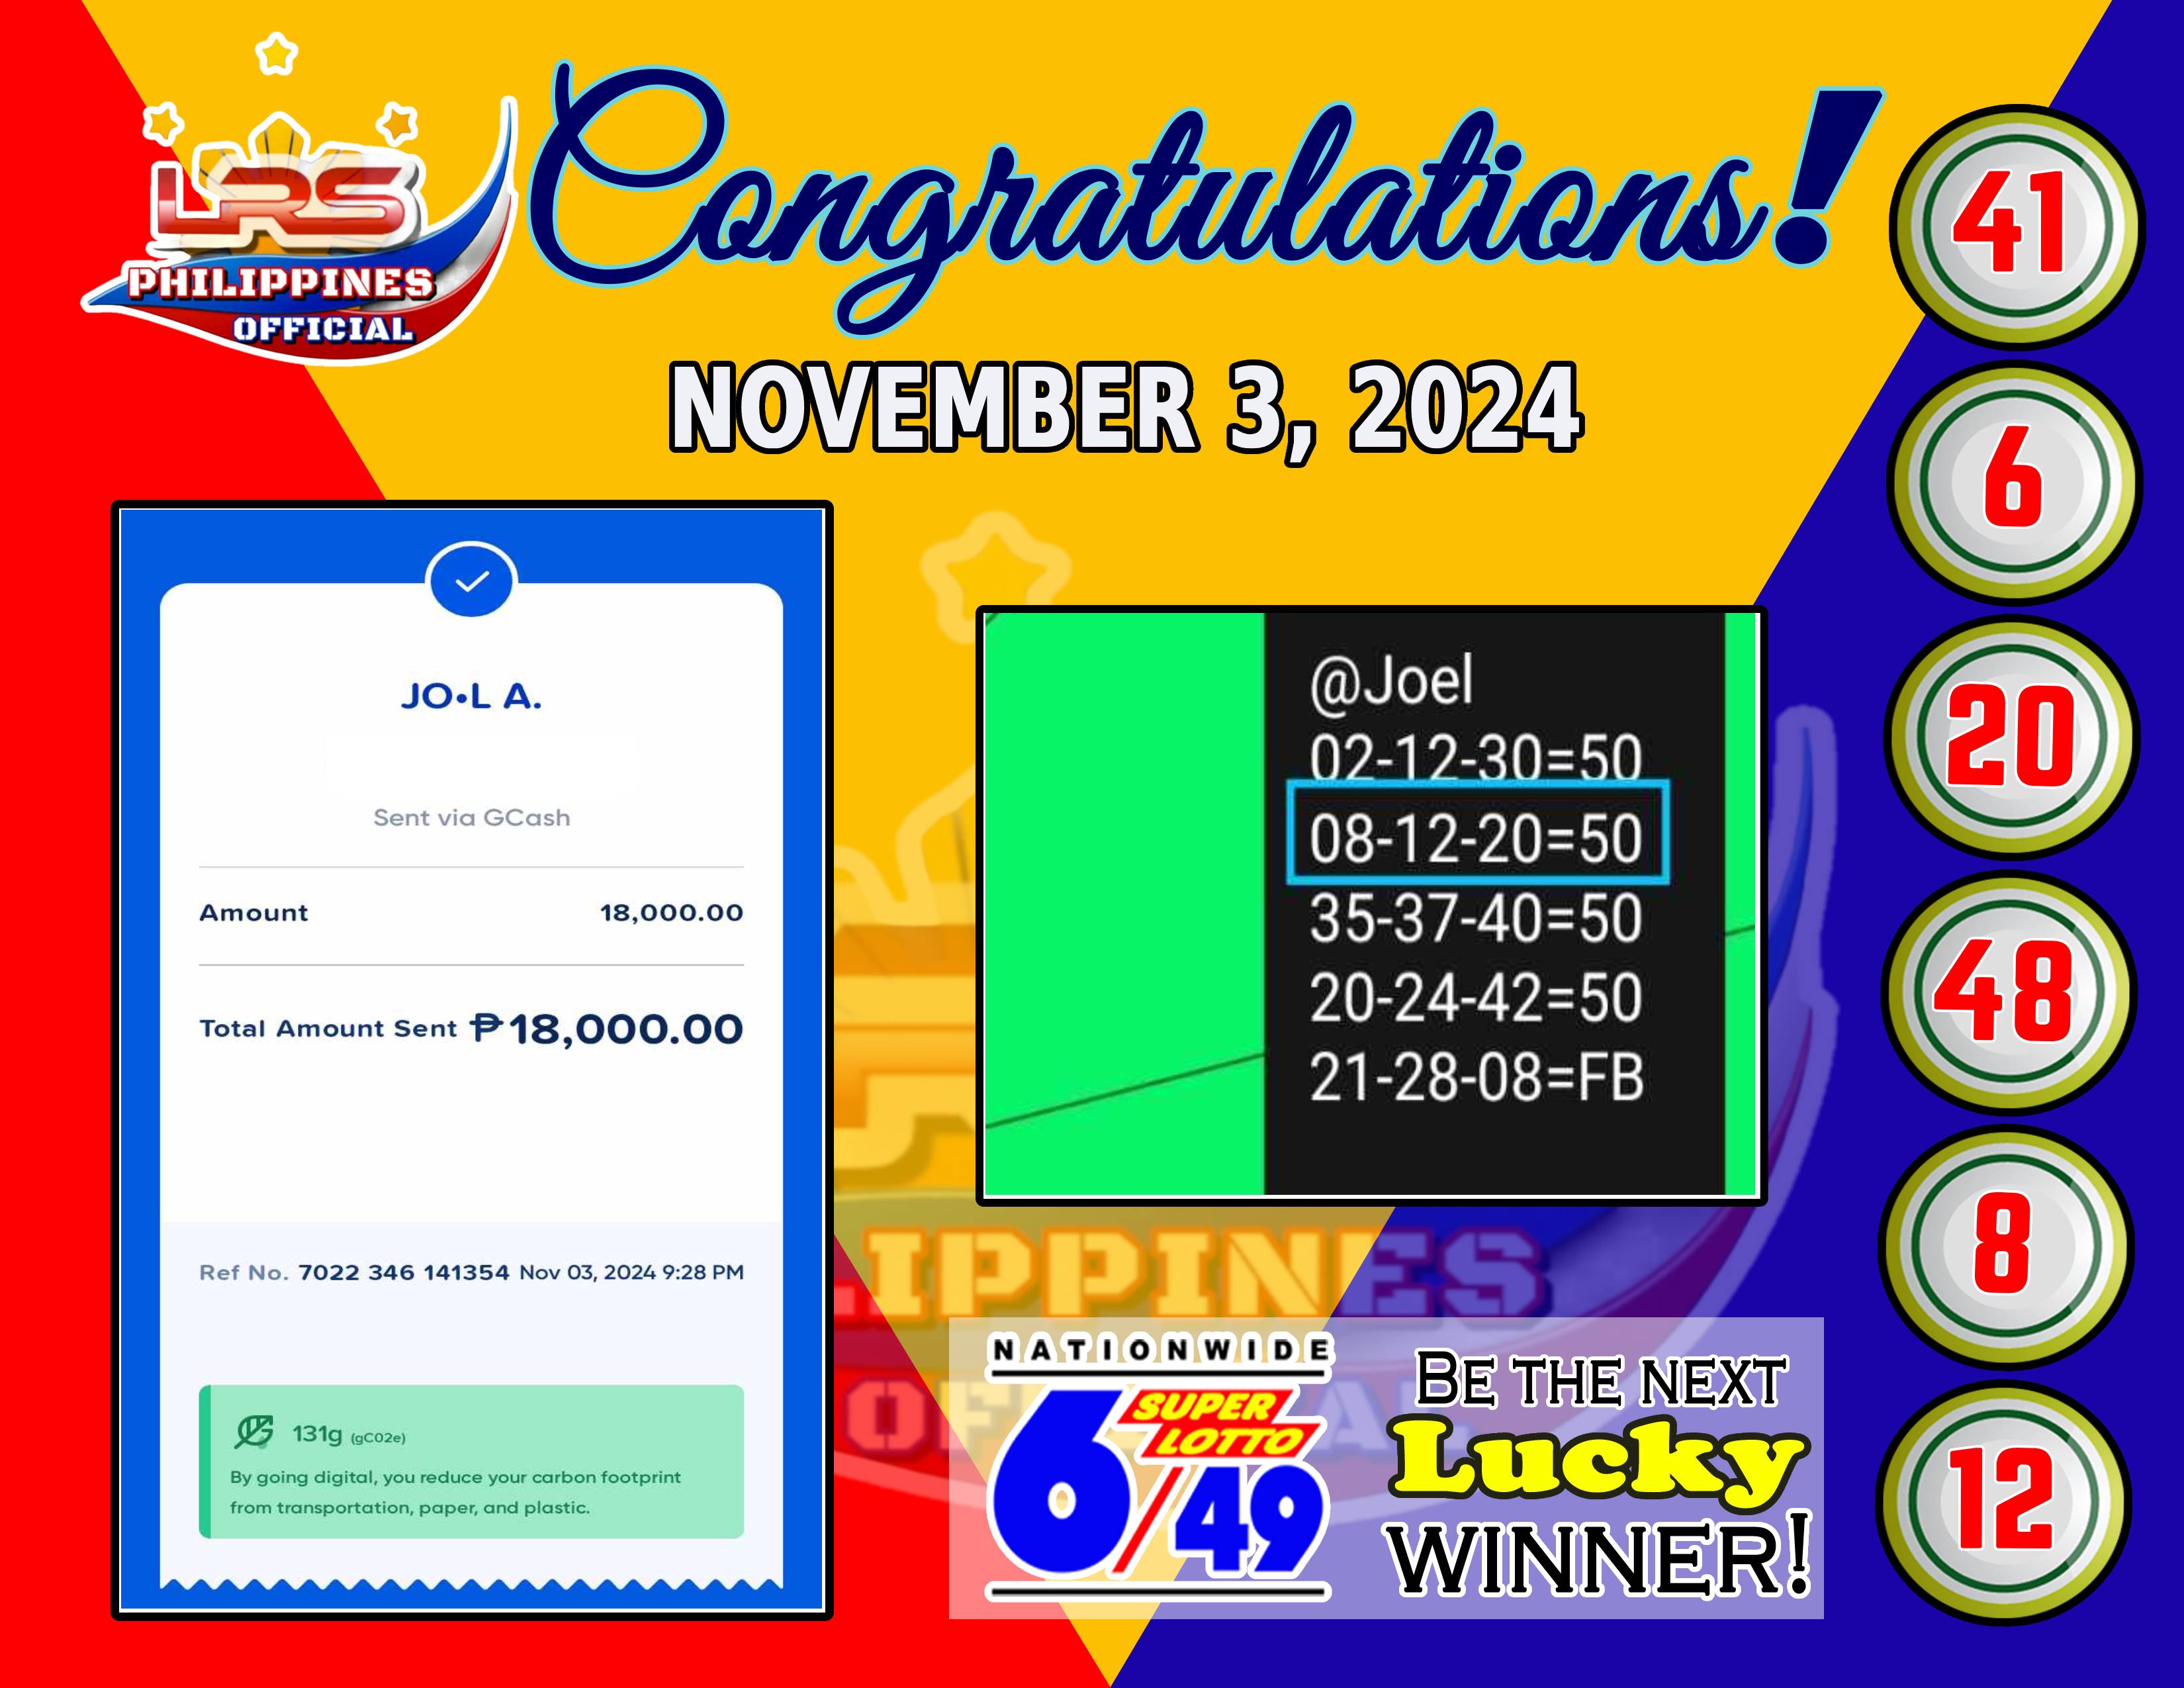 LRS
PHILIPPINES
OFFICIAL
Congratulations!
NOVEMBER 3, 2024
JO•L A.
Sent via GCash
Amount 18,000.00
Total Amount Sent ₱18,000.00
Ref No. 7022 346 141354 Nov 03, 2024 9:28 PM
131g (gC02e)
By going digital, you reduce your carbon footprint
from transportation, paper, and plastic.
@Joel
02-12-30=50
08-12-20=50
35-37-40=50
20-24-42=50
21-28-08=FB
IPPINES
NATIONWIDE
SUPER
LOTTO
6/49
BE THE NEXT
Lucky
WINNER!
41
6
20
48
8
12